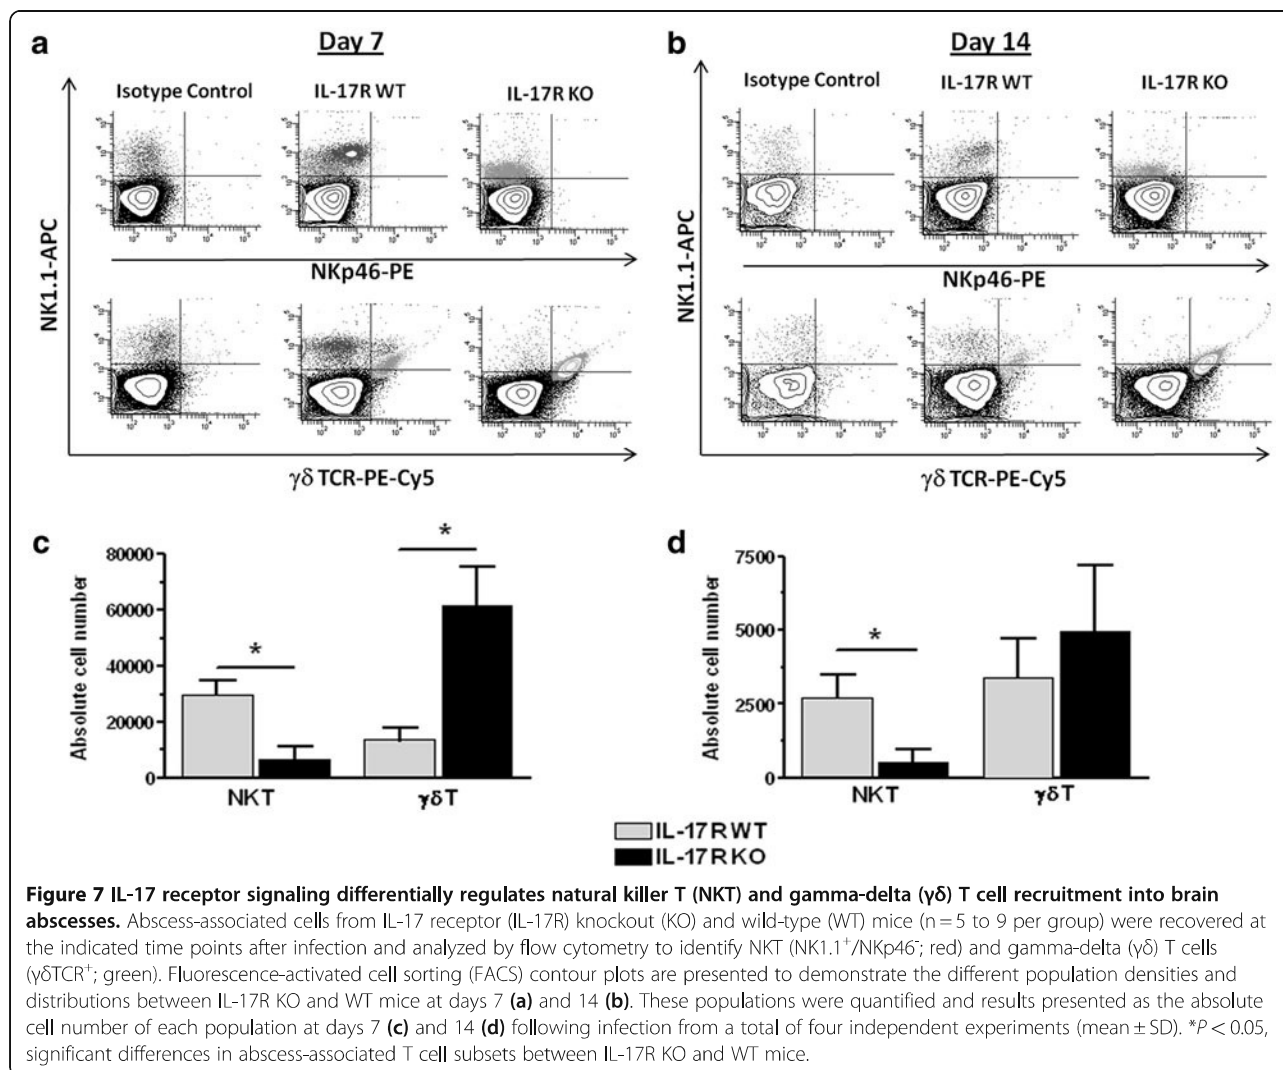 a Day 7
b Day 14
Isotype Control IL-17R WT IL-17R KO
Isotype Control IL-17R WT IL-17R KO
NK1.1-APC
NK1.1-APC
NKp46-PE
NKp46-PE
γδ TCR-PE-Cy5
γδ TCR-PE-Cy5
c
Absolute cell number
80000
60000
40000
20000
0
*
*
NKT γδT
d
Absolute cell number
7500
5000
2500
0
*
NKT γδT
IL-17R WT
IL-17R KO
Figure 7 IL-17 receptor signaling differentially regulates natural killer T (NKT) and gamma-delta (γδ) T cell recruitment into brain
abscesses. Abscess-associated cells from IL-17 receptor (IL-17R) knockout (KO) and wild-type (WT) mice (n = 5 to 9 per group) were recovered at
the indicated time points after infection and analyzed by flow cytometry to identify NKT (NK1.1⁺/NKp46⁻; red) and gamma-delta (γδ) T cells
(γδTCR⁺; green). Fluorescence-activated cell sorting (FACS) contour plots are presented to demonstrate the different population densities and
distributions between IL-17R KO and WT mice at days 7 (a) and 14 (b). These populations were quantified and results presented as the absolute
cell number of each population at days 7 (c) and 14 (d) following infection from a total of four independent experiments (mean ± SD). *P < 0.05,
significant differences in abscess-associated T cell subsets between IL-17R KO and WT mice.